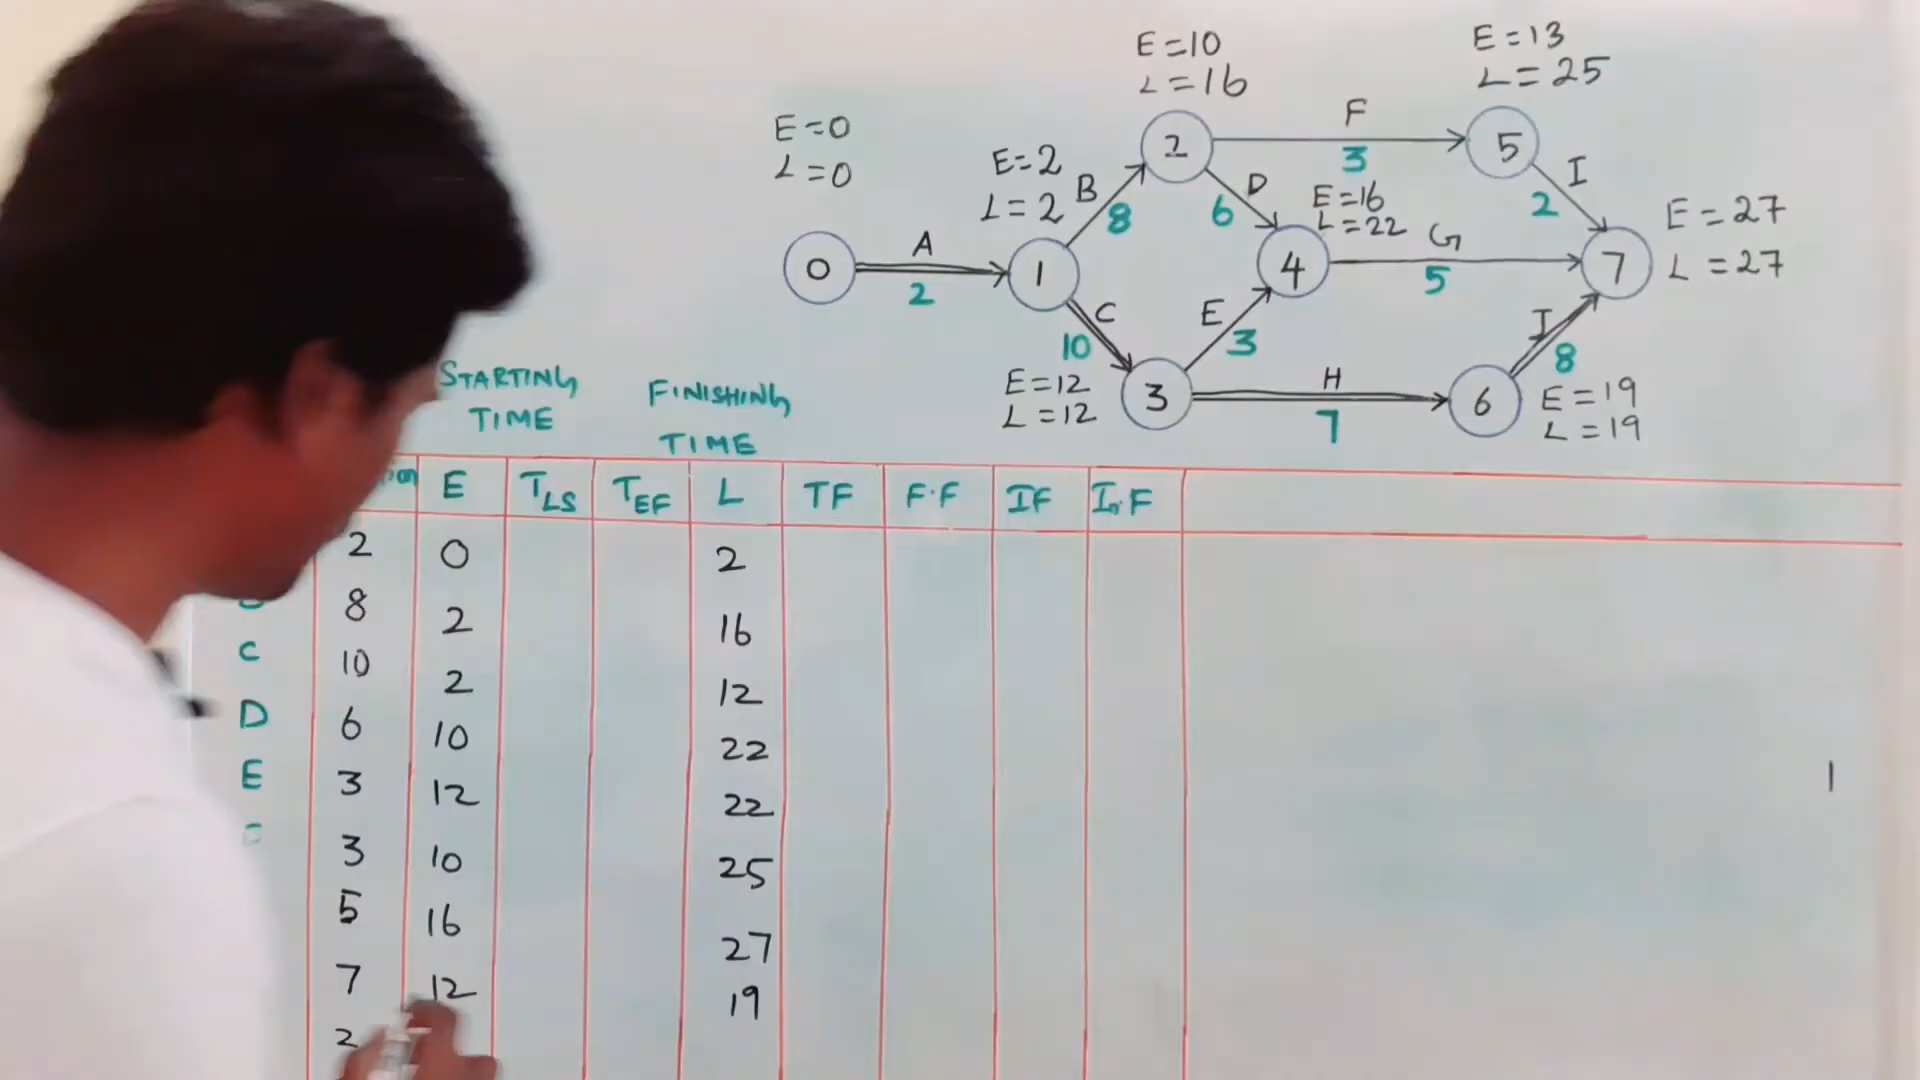 E=10
L=16
E=13
L=25
E=0
L=0
E=2
L=2
F
3
2
5
B
8
D
6
E=16
L=22
I
2
E=27
L=27
A
2
0
1
4
G
5
7
C
10
E
3
I
8
E=12
L=12
3
H
7
6
E=19
L=19
STARTING
TIME
FINISHING
TIME
E TLS TEF L TF F.F IF In.F
2 0 2
8 2 16
C 10 2 12
D 6 10 22
E 3 12 22
3 10 25
5 16 27
7 12 19
2